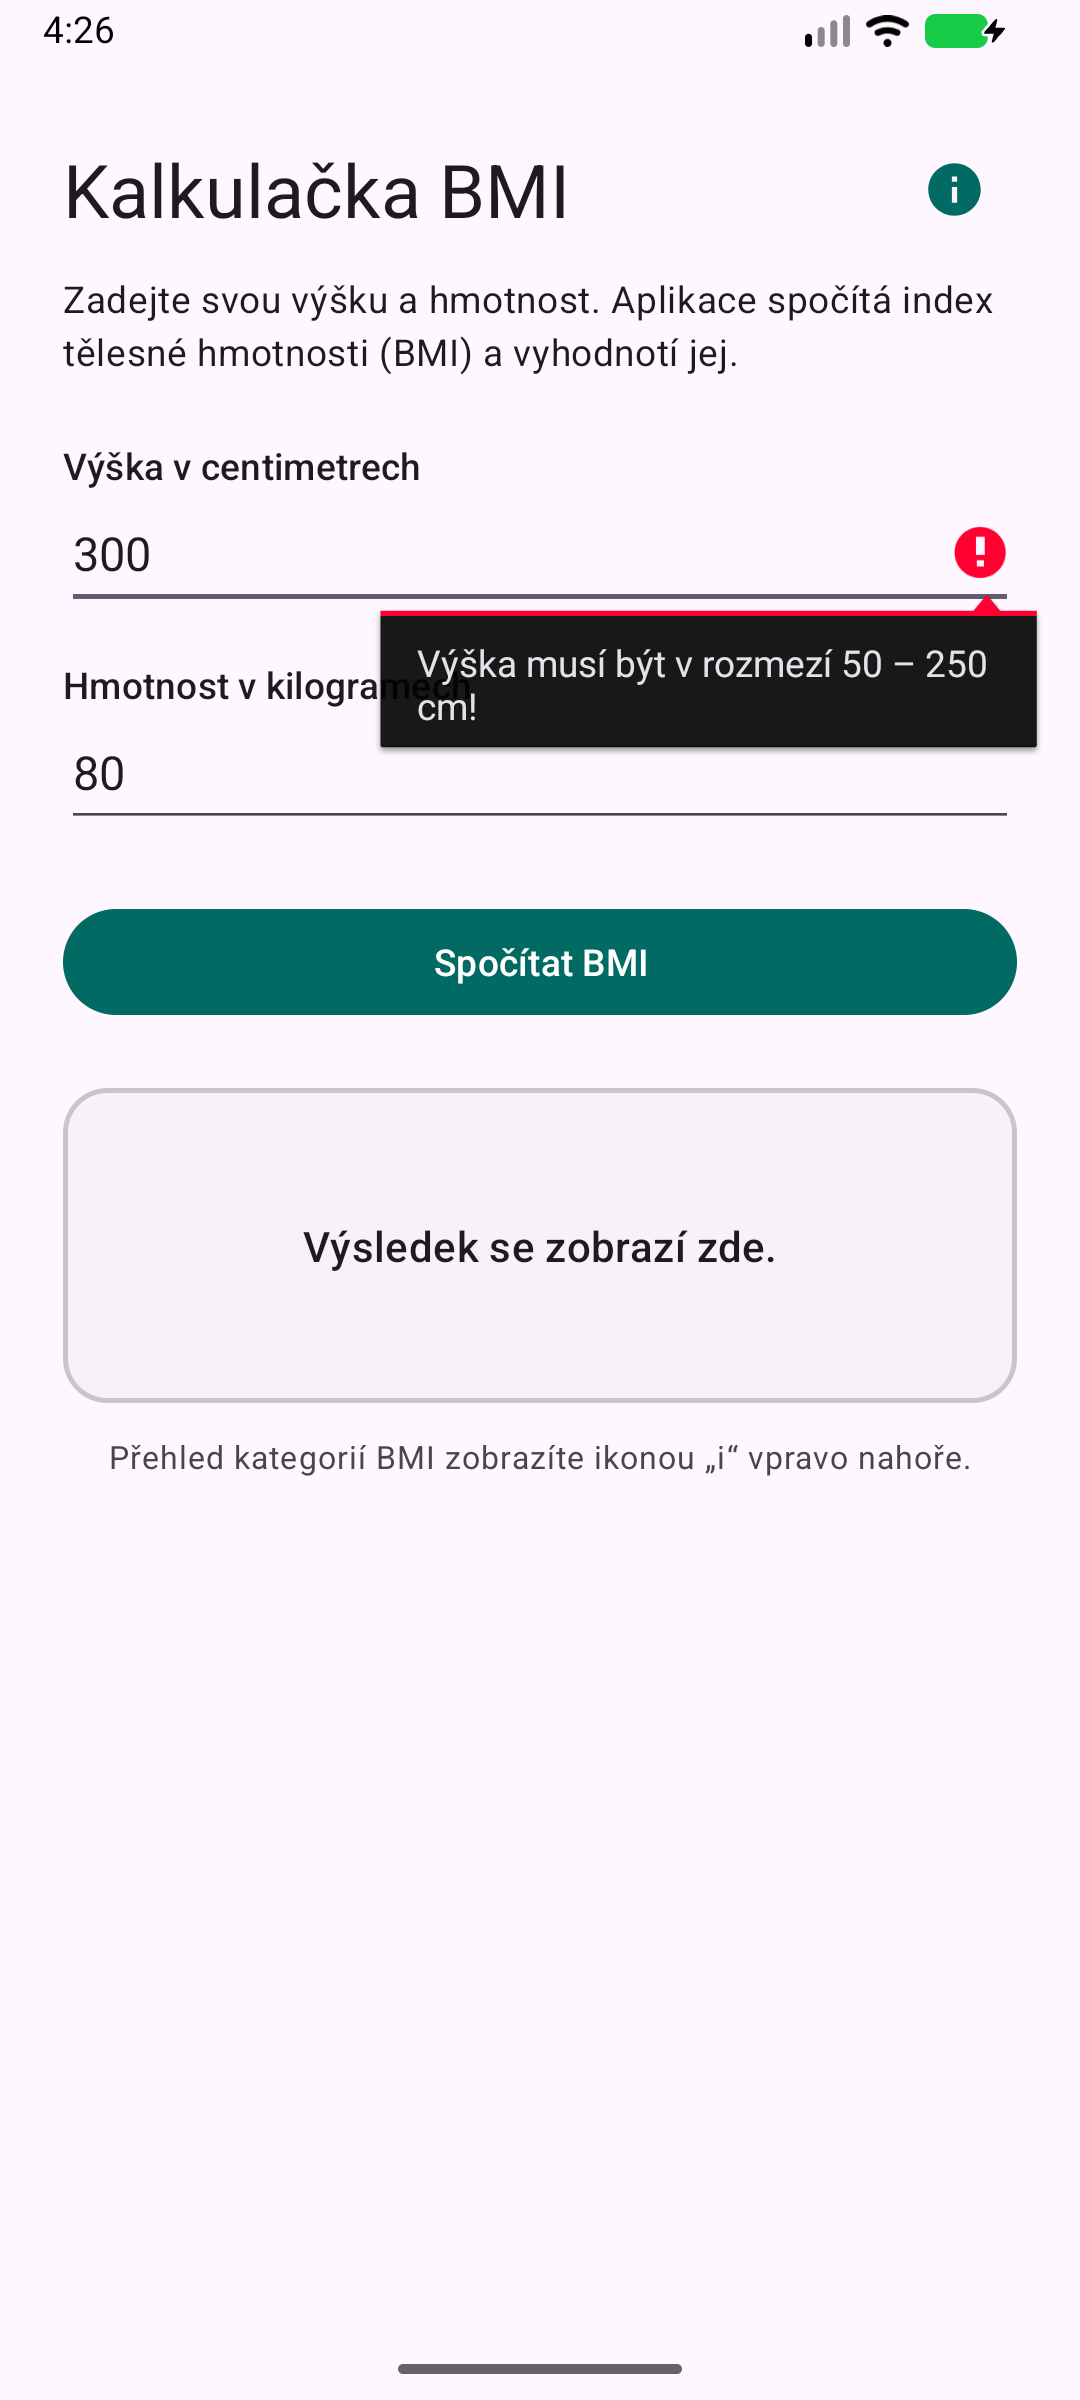 4:26
Kalkulačka BMI
Zadejte svou výšku a hmotnost. Aplikace spočítá index
tělesné hmotnosti (BMI) a vyhodnotí jej.
Výška v centimetrech
300
Výška musí být v rozmezí 50 – 250
cm!
Hmotnost v kilogramech
80
Spočítat BMI
Výsledek se zobrazí zde.
Přehled kategorií BMI zobrazíte ikonou „i“ vpravo nahoře.